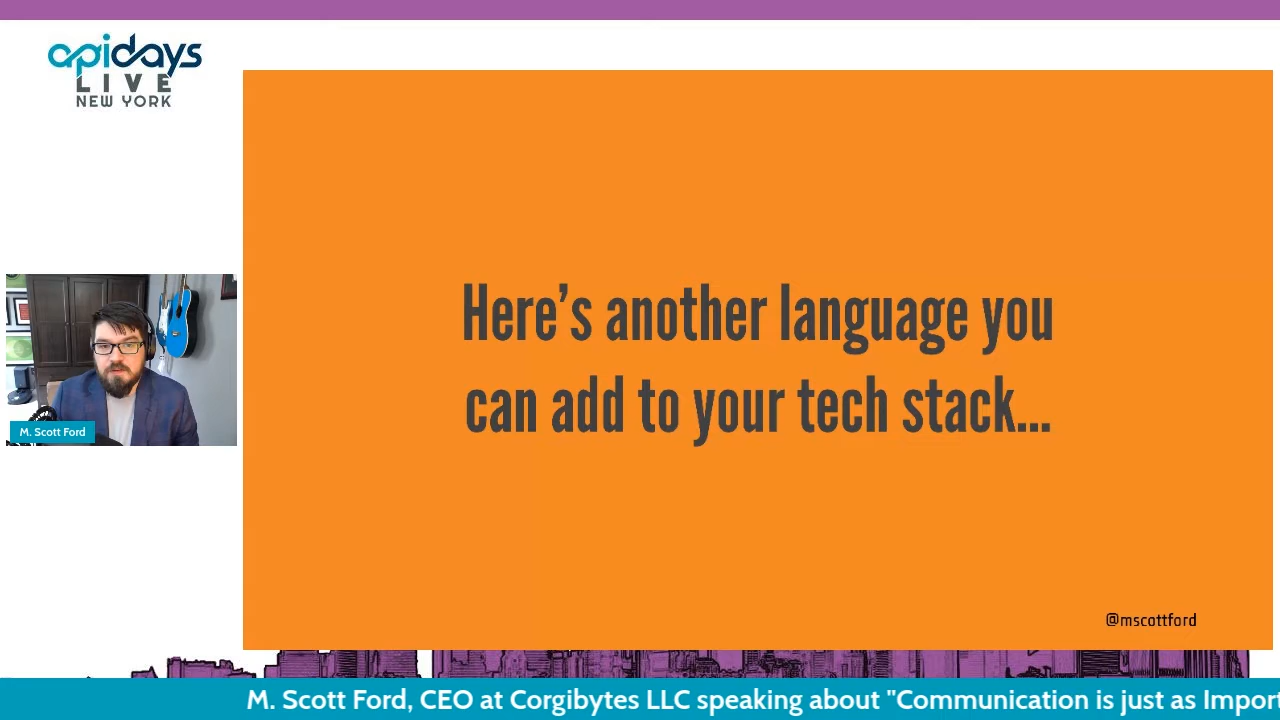 apidays
LIVE
NEW YORK
Here's another language you
can add to your tech stack...
@mscottford
M. Scott Ford
M. Scott Ford, CEO at Corgibytes LLC speaking about "Communication is just as Impor